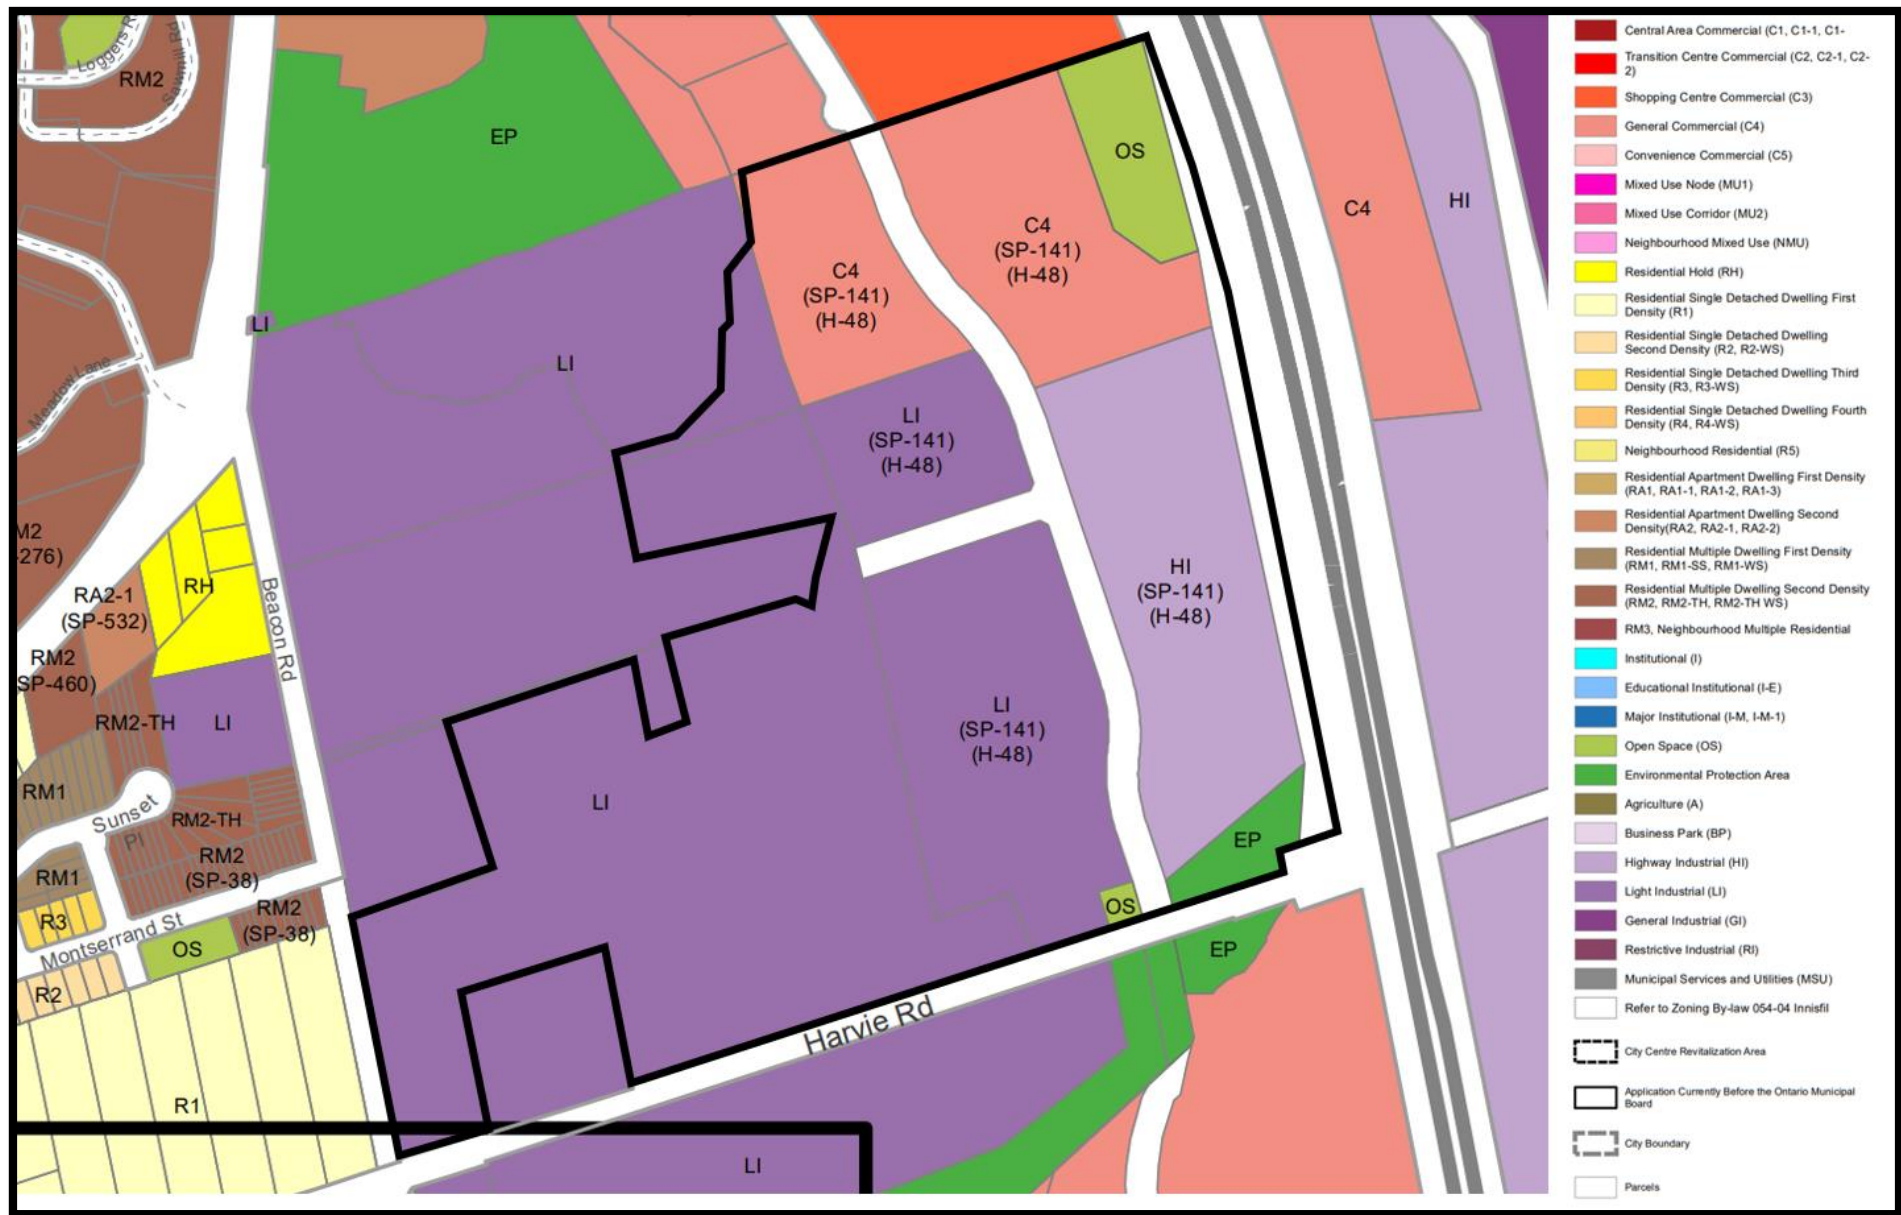 Loggers R
Sawmill Rd
RM2
EP
OS
C4
HI
C4
(SP-141)
(H-48)
C4
(SP-141)
(H-48)
LI
LI
Meadow Lane
LI
(SP-141)
(H-48)
M2
-276)
RH
RA2-1
(SP-532)
Beacon Rd
HI
(SP-141)
(H-48)
RM2
SP-460)
RM2-TH
LI
LI
(SP-141)
(H-48)
RM1
Sunset
Pl
RM2-TH
LI
EP
RM2
(SP-38)
RM1
R3
Montserrand St
RM2
(SP-38)
OS
OS
EP
R2
Harvie Rd
R1
LI
Central Area Commercial (C1, C1-1, C1-
Transition Centre Commercial (C2, C2-1, C2-
2)
Shopping Centre Commercial (C3)
General Commercial (C4)
Convenience Commercial (C5)
Mixed Use Node (MU1)
Mixed Use Corridor (MU2)
Neighbourhood Mixed Use (NMU)
Residential Hold (RH)
Residential Single Detached Dwelling First
Density (R1)
Residential Single Detached Dwelling
Second Density (R2, R2-WS)
Residential Single Detached Dwelling Third
Density (R3, R3-WS)
Residential Single Detached Dwelling Fourth
Density (R4, R4-WS)
Neighbourhood Residential (R5)
Residential Apartment Dwelling First Density
(RA1, RA1-1, RA1-2, RA1-3)
Residential Apartment Dwelling Second
Density(RA2, RA2-1, RA2-2)
Residential Multiple Dwelling First Density
(RM1, RM1-SS, RM1-WS)
Residential Multiple Dwelling Second Density
(RM2, RM2-TH, RM2-TH WS)
RM3, Neighbourhood Multiple Residential
Institutional (I)
Educational Institutional (I-E)
Major Institutional (I-M, I-M-1)
Open Space (OS)
Environmental Protection Area
Agriculture (A)
Business Park (BP)
Highway Industrial (HI)
Light Industrial (LI)
General Industrial (GI)
Restrictive Industrial (RI)
Municipal Services and Utilities (MSU)
Refer to Zoning By-law 054-04 Innisfil
City Centre Revitalization Area
Application Currently Before the Ontario Municipal
Board
City Boundary
Parcels